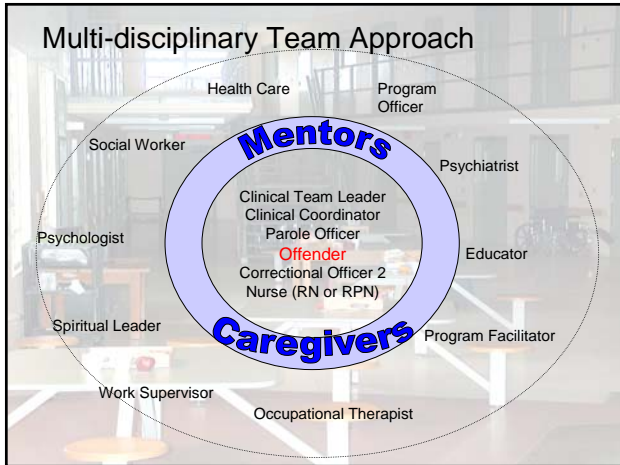 Multi-disciplinary Team Approach
Health Care
Program
Officer
Social Worker
Mentors
Psychiatrist
Clinical Team Leader
Clinical Coordinator
Parole Officer
Offender
Correctional Officer 2
Nurse (RN or RPN)
Psychologist
Educator
Spiritual Leader
Caregivers
Program Facilitator
Work Supervisor
Occupational Therapist